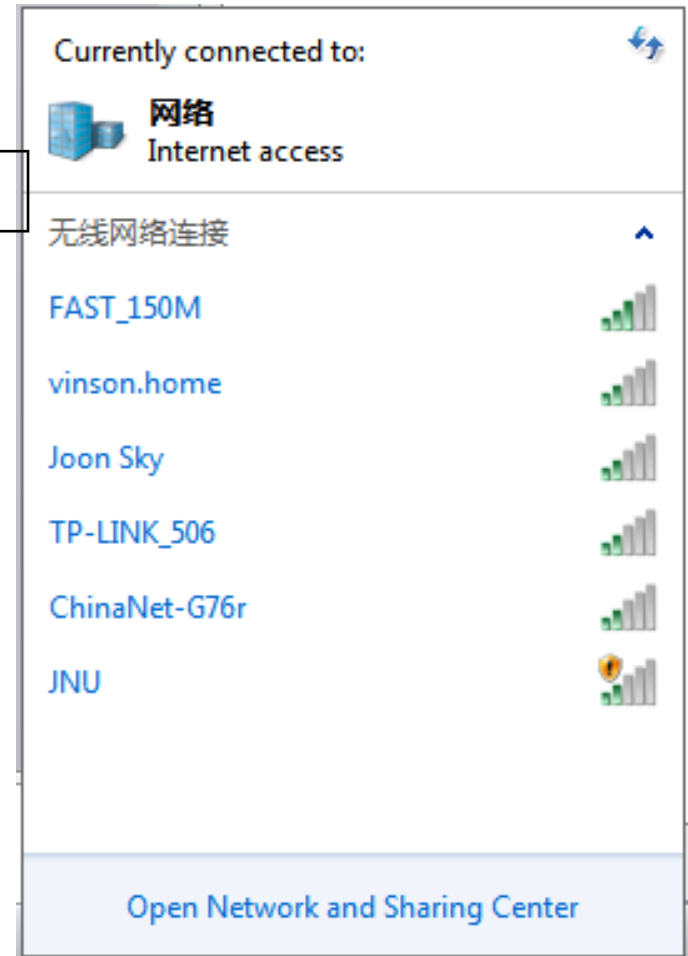 Currently connected to:
网络
Internet access
无线网络连接
FAST_150M
vinson.home
Joon Sky
TP-LINK_506
ChinaNet-G76r
JNU
Open Network and Sharing Center